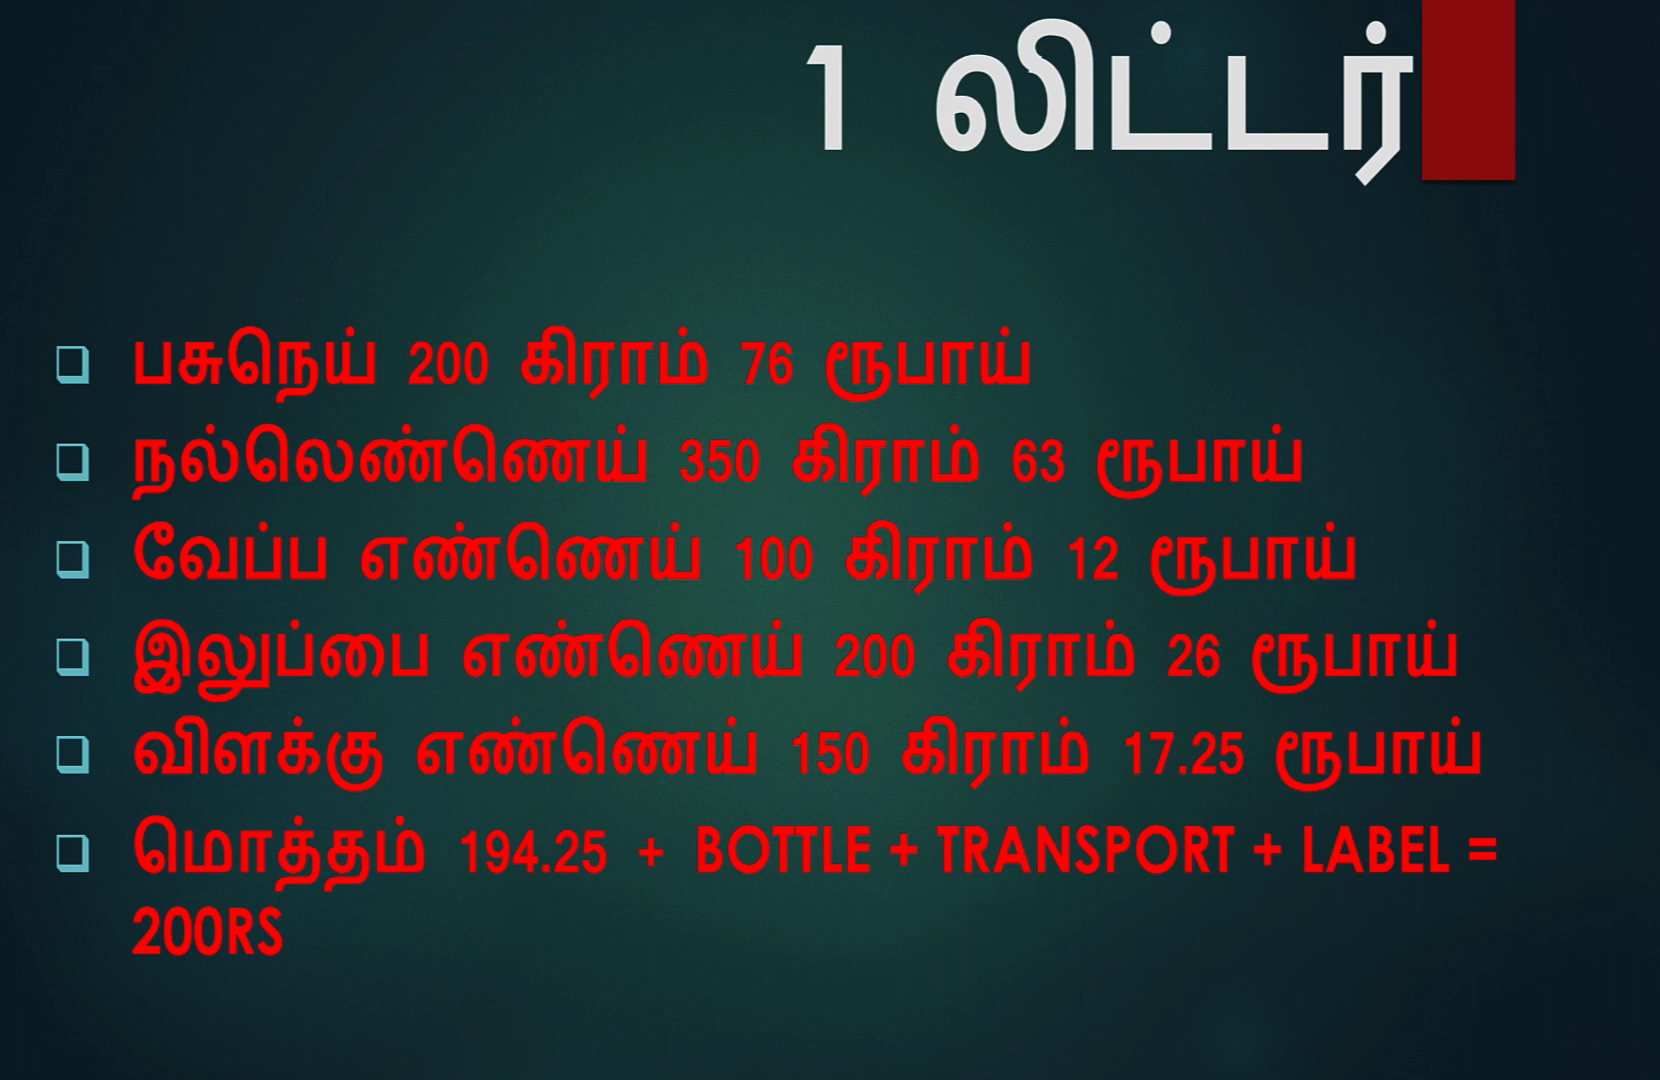 1 லிட்டர்
பசுநெய் 200 கிராம் 76 ரூபாய்
நல்லெண்ணெய் 350 கிராம் 63 ரூபாய்
வேப்ப எண்ணெய் 100 கிராம் 12 ரூபாய்
இலுப்பை எண்ணெய் 200 கிராம் 26 ரூபாய்
விளக்கு எண்ணெய் 150 கிராம் 17.25 ரூபாய்
மொத்தம் 194.25 + BOTTLE + TRANSPORT + LABEL =
200RS